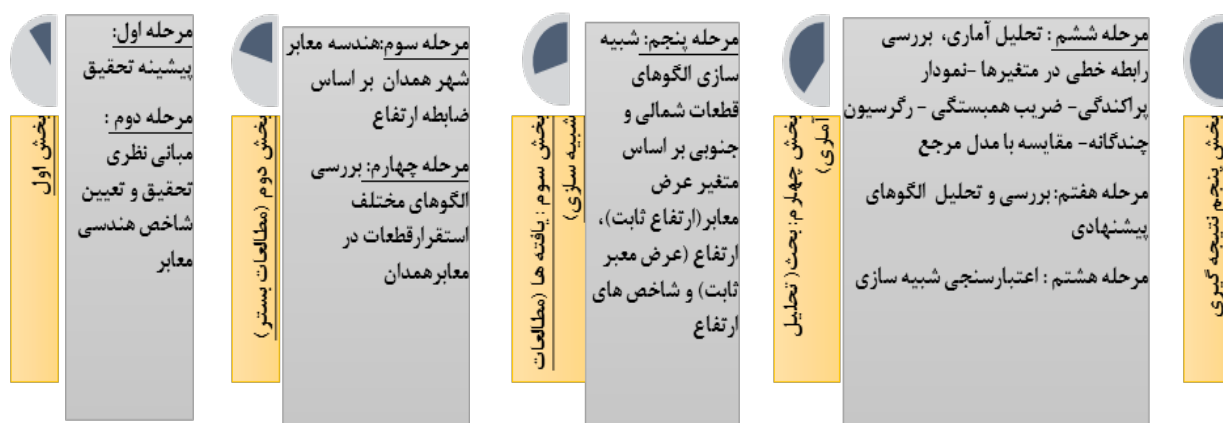 بخش اول
مرحله اول:
پیشینه تحقیق
مرحله دوم :
مبانی نظری
تحقیق و تعیین
شاخص هندسی
معابر
بخش دوم (مطالعات بستر)
مرحله سوم:هندسه معابر
شهر همدان بر اساس
ضابطه ارتفاع
مرحله چهارم: بررسی
الگوهای مختلف
استقرارقطعات در
معابرهمدان
بخش سوم : یافته ها (مطالعات
شبیه سازی)
مرحله پنجم: شبیه
سازی الگوهای
قطعات شمالی و
جنوبی بر اساس
متغیر عرض
معابر(ارتفاع ثابت)،
ارتفاع (عرض معبر
ثابت) و شاخص های
ارتفاع
بخش چهارم: بحث( تحلیل
آماری)
مرحله ششم : تحلیل آماری، بررسی
رابطه خطی در متغیرها -نمودار
پراکندگی- ضریب همبستگی - رگرسیون
چندگانه- مقایسه با مدل مرجع
مرحله هفتم: بررسی و تحلیل الگوهای
پیشنهادی
مرحله هشتم : اعتبارسنجی شبیه سازی
بخش پنجم نتیجه گیری